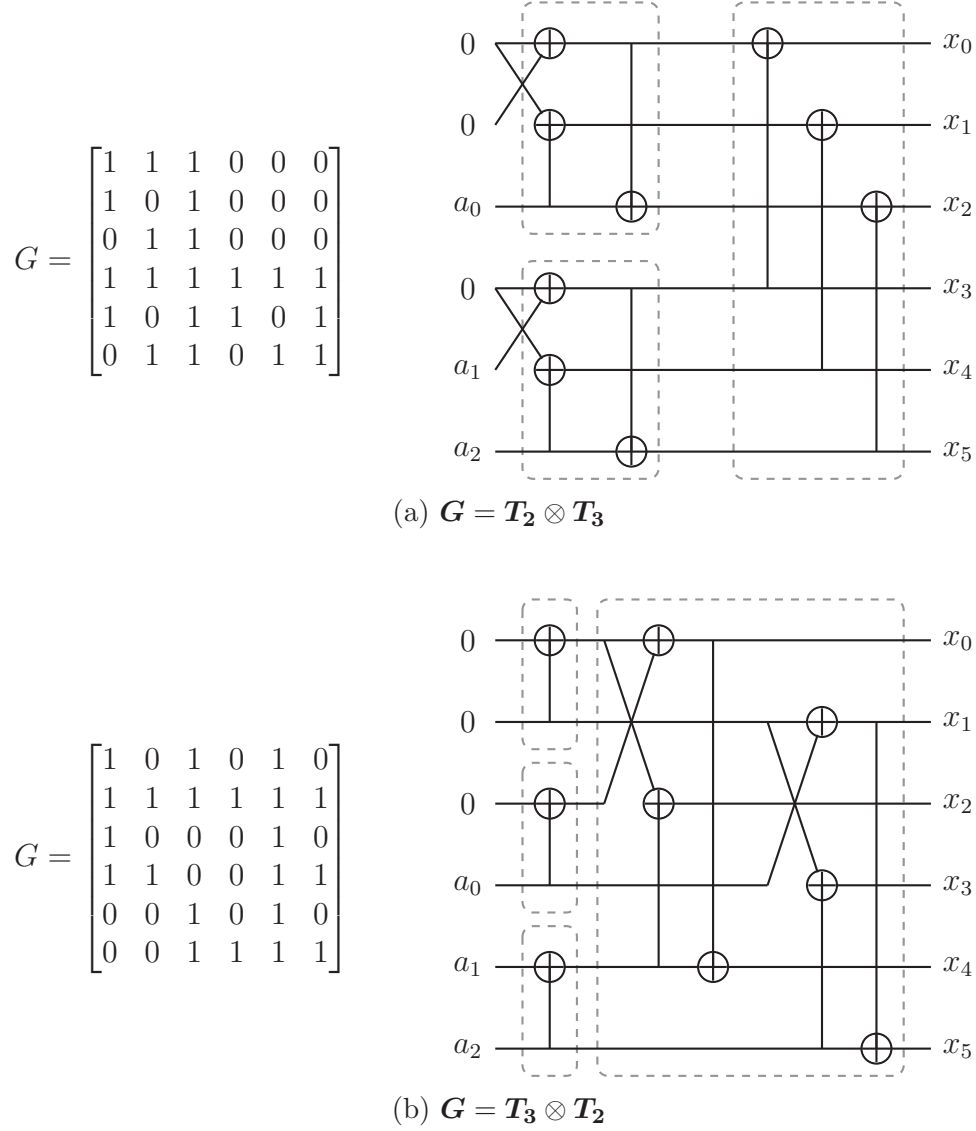 G =
1 1 1 0 0 0
1 0 1 0 0 0
0 1 1 0 0 0
1 1 1 1 1 1
1 0 1 1 0 1
0 1 1 0 1 1
0 x₀
0 x₁
a₀ x₂
0 x₃
a₁ x₄
a₂ x₅
(a) G = T₂ ⊗ T₃
G =
1 0 1 0 1 0
1 1 1 1 1 1
1 0 0 0 1 0
1 1 0 0 1 1
0 0 1 0 1 0
0 0 1 1 1 1
0 x₀
0 x₁
0 x₂
a₀ x₃
a₁ x₄
a₂ x₅
(b) G = T₃ ⊗ T₂